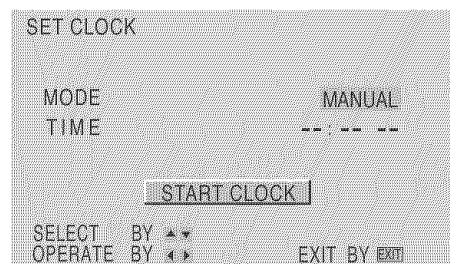 SET CLOCK
MODE MANUAL
TIME --:-- --
START CLOCK
SELECT BY ▲▼
OPERATE BY ◀▶ EXIT BY EXIT